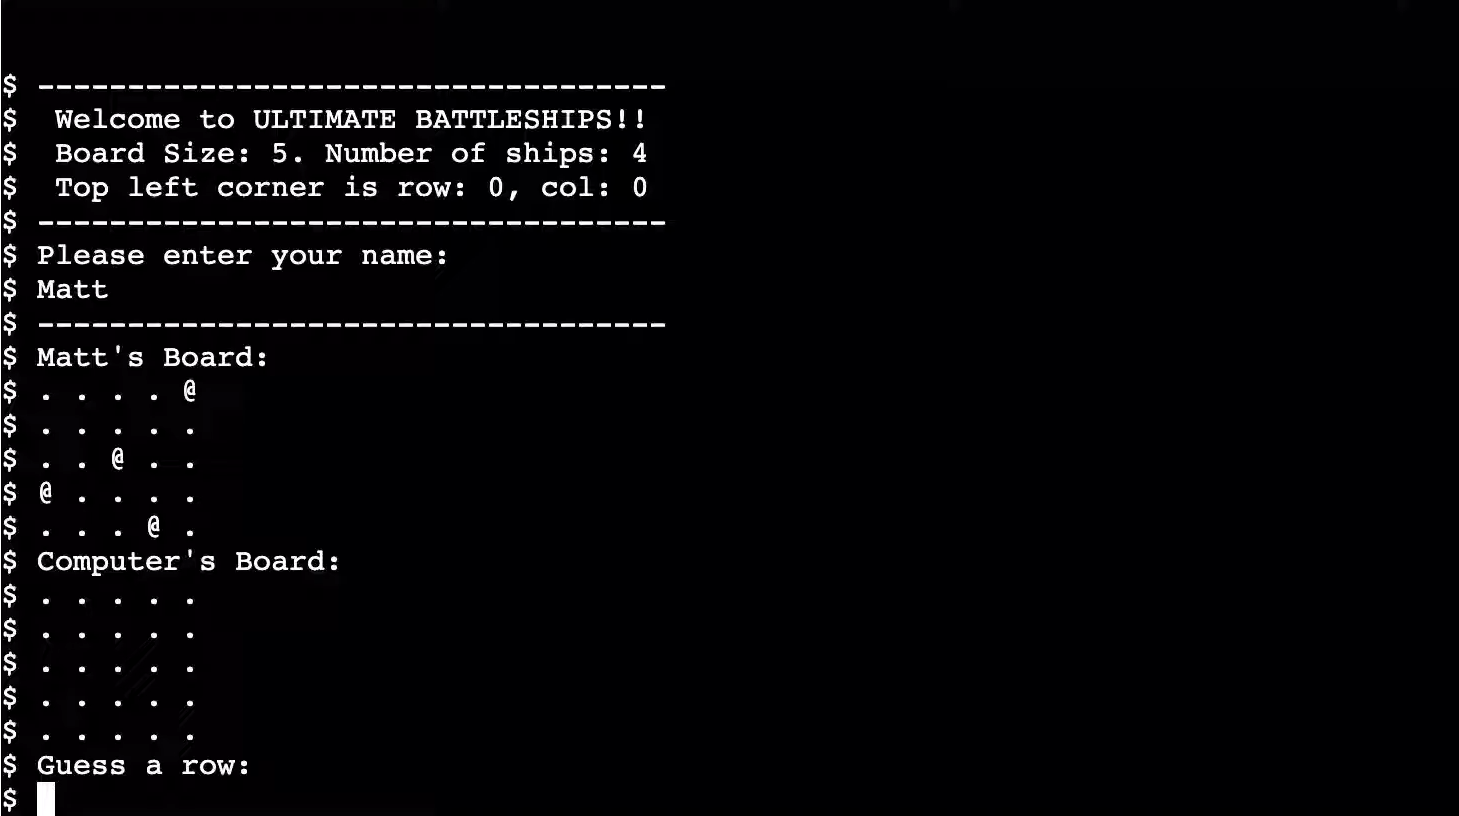 $ -----------------------------------
$  Welcome to ULTIMATE BATTLESHIPS!!
$  Board Size: 5. Number of ships: 4
$  Top left corner is row: 0, col: 0
$ -----------------------------------
$ Please enter your name:
$ Matt
$ -----------------------------------
$ Matt's Board:
$ . . . . @
$ . . . . .
$ . . @ . .
$ @ . . . .
$ . . . @ .
$ Computer's Board:
$ . . . . .
$ . . . . .
$ . . . . .
$ . . . . .
$ . . . . .
$ Guess a row:
$